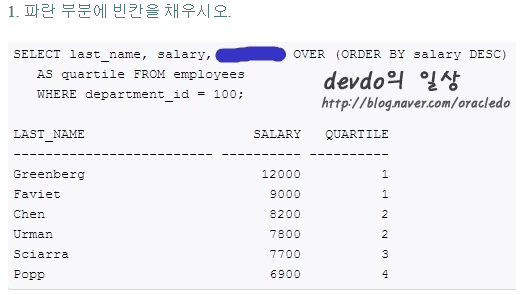 1. 파란 부분에 빈칸을 채우시오.
SELECT last_name, salary, OVER (ORDER BY salary DESC)
AS quartile FROM employees
WHERE department_id = 100;
devdo의 일상
http://blog.naver.com/oracledo
LAST_NAME SALARY QUARTILE
------------------------- ---------- ----------
Greenberg 12000 1
Faviet 9000 1
Chen 8200 2
Urman 7800 2
Sciarra 7700 3
Popp 6900 4